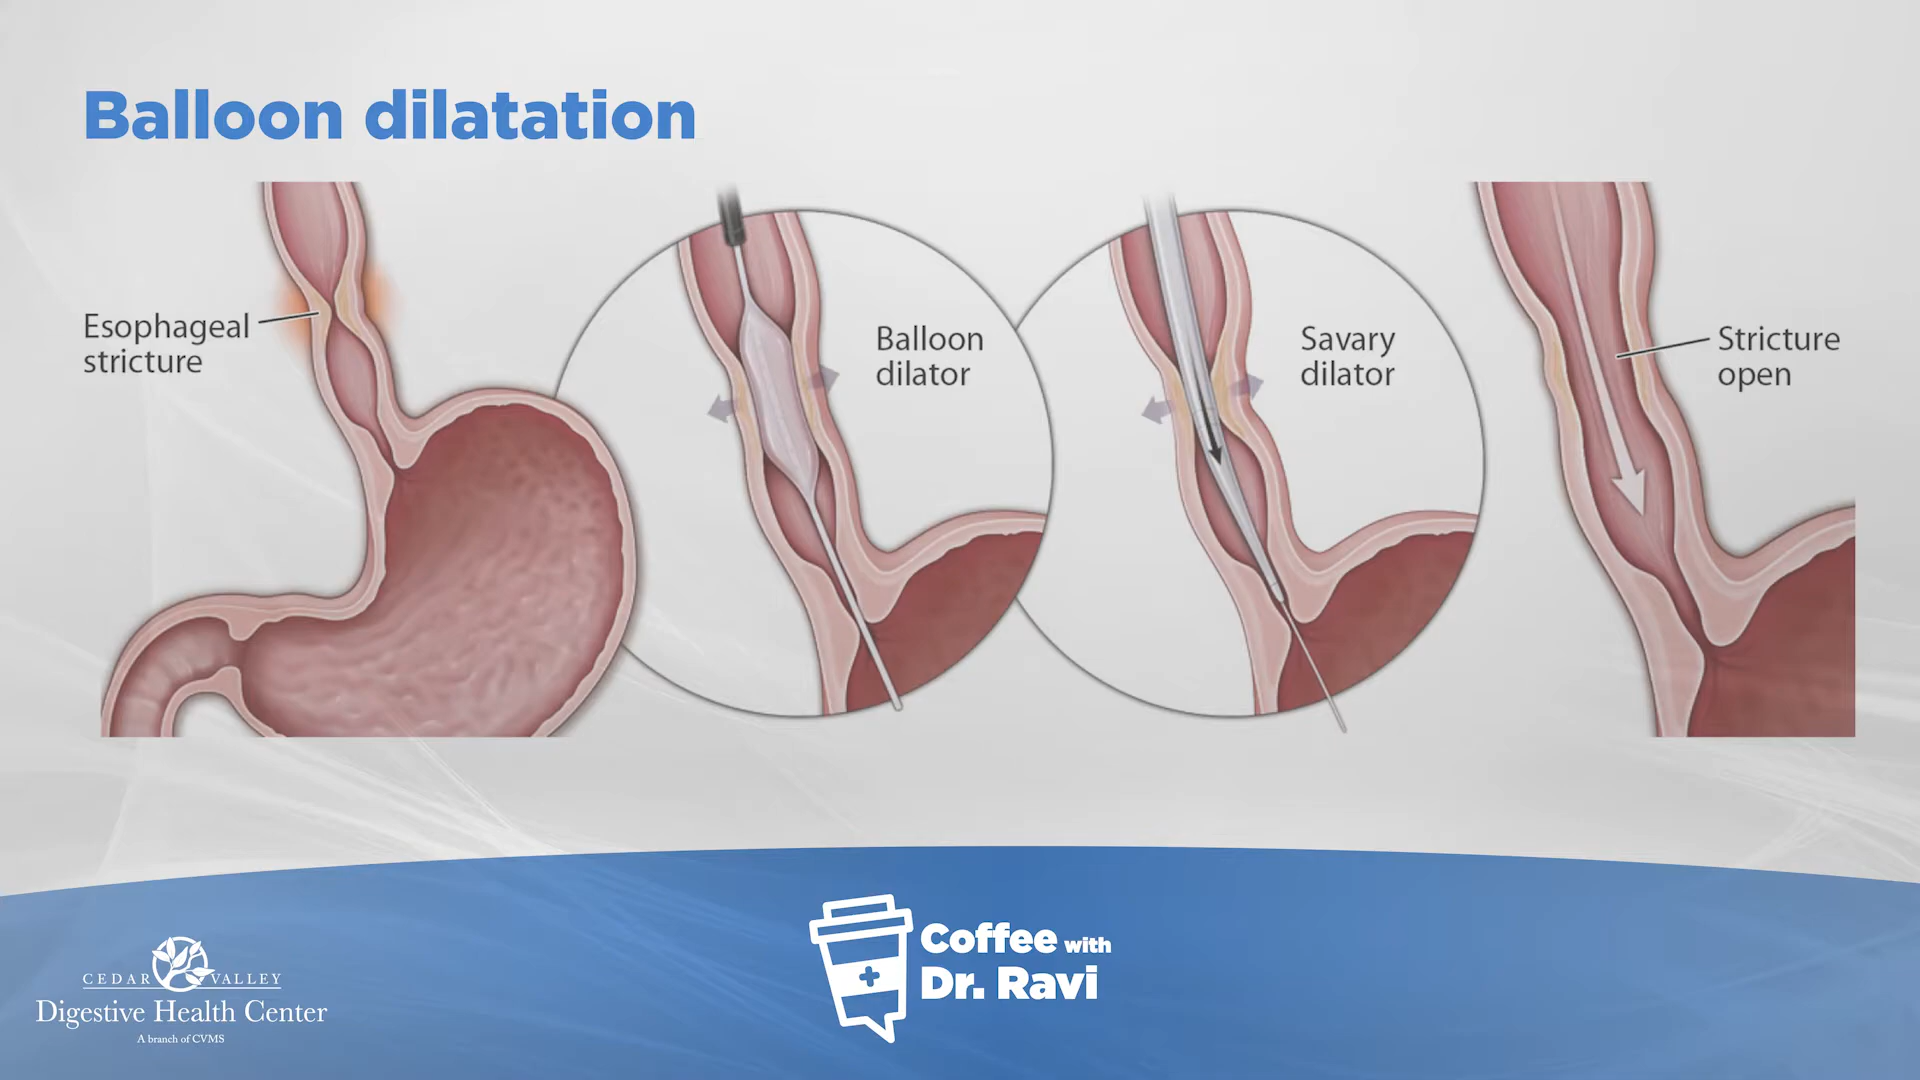 Balloon dilatation
Esophageal
stricture
Balloon
dilator
Savary
dilator
Stricture
open
CEDAR VALLEY
Digestive Health Center
A branch of CVMS
Coffee with
Dr. Ravi